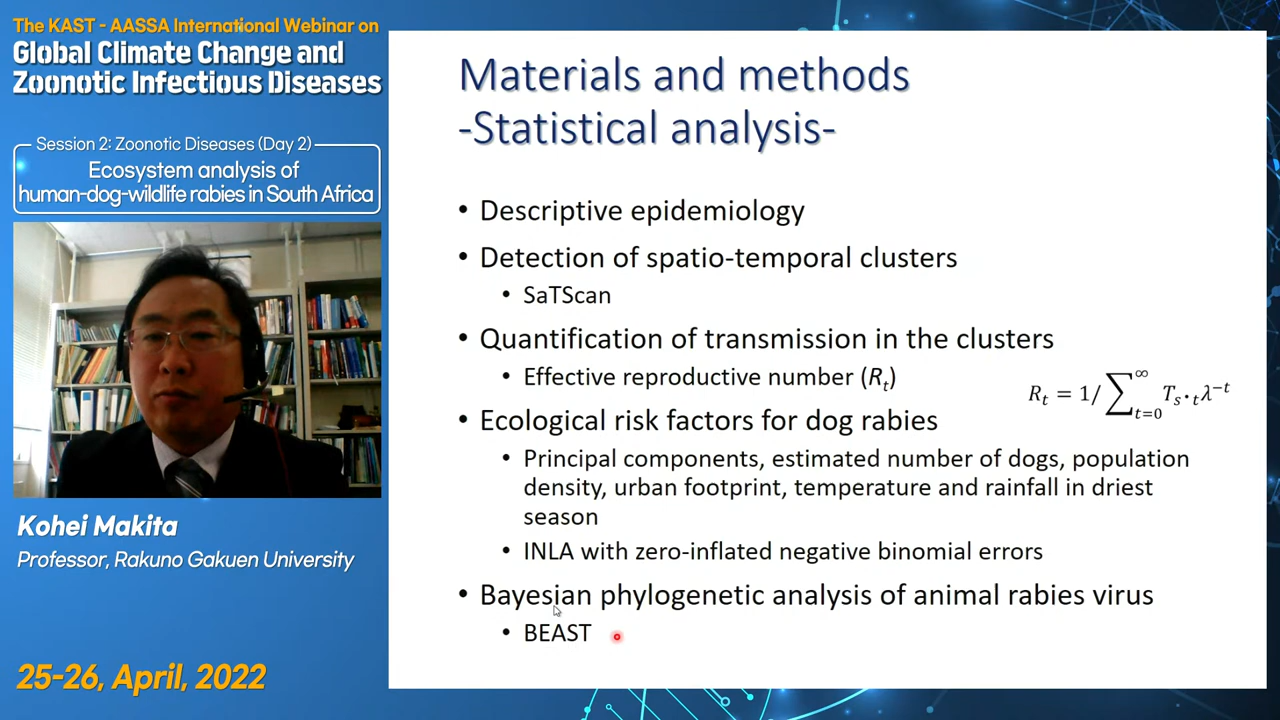 The KAST - AASSA International Webinar on
Global Climate Change and
Zoonotic Infectious Diseases
Session 2: Zoonotic Diseases (Day 2)
Ecosystem analysis of
human-dog-wildlife rabies in South Africa
Kohei Makita
Professor, Rakuno Gakuen University
25-26, April, 2022
Materials and methods
-Statistical analysis-
• Descriptive epidemiology
• Detection of spatio-temporal clusters
• SaTScan
• Quantification of transmission in the clusters
• Effective reproductive number (Rₜ)
Rₜ = 1/ ∑_{t=0}^{∞} Tₛ·ₜ λ⁻ᵗ
• Ecological risk factors for dog rabies
• Principal components, estimated number of dogs, population
density, urban footprint, temperature and rainfall in driest
season
• INLA with zero-inflated negative binomial errors
• Bayesian phylogenetic analysis of animal rabies virus
• BEAST